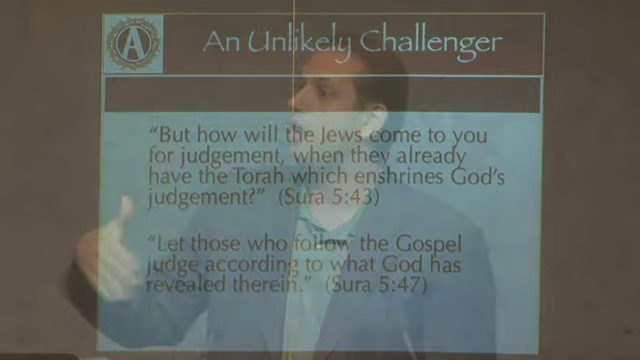 A
An Unlikely Challenger
"But how will the Jews come to you
for judgement, when they already
have the Torah which enshrines God's
judgement?" (Sura 5:43)
"Let those who follow the Gospel
judge according to what God has
revealed therein." (Sura 5:47)